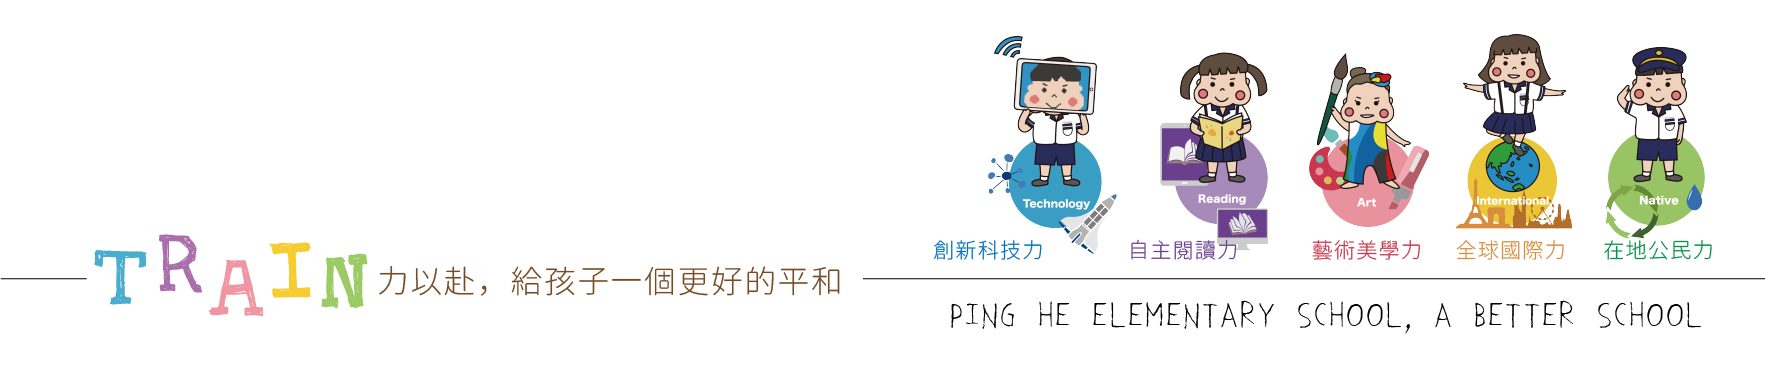 TRAIN力以赴，給孩子一個更好的平和
Technology
Reading
Art
International
Native
創新科技力
自主閱讀力
藝術美學力
全球國際力
在地公民力
PING HE ELEMENTARY SCHOOL, A BETTER SCHOOL